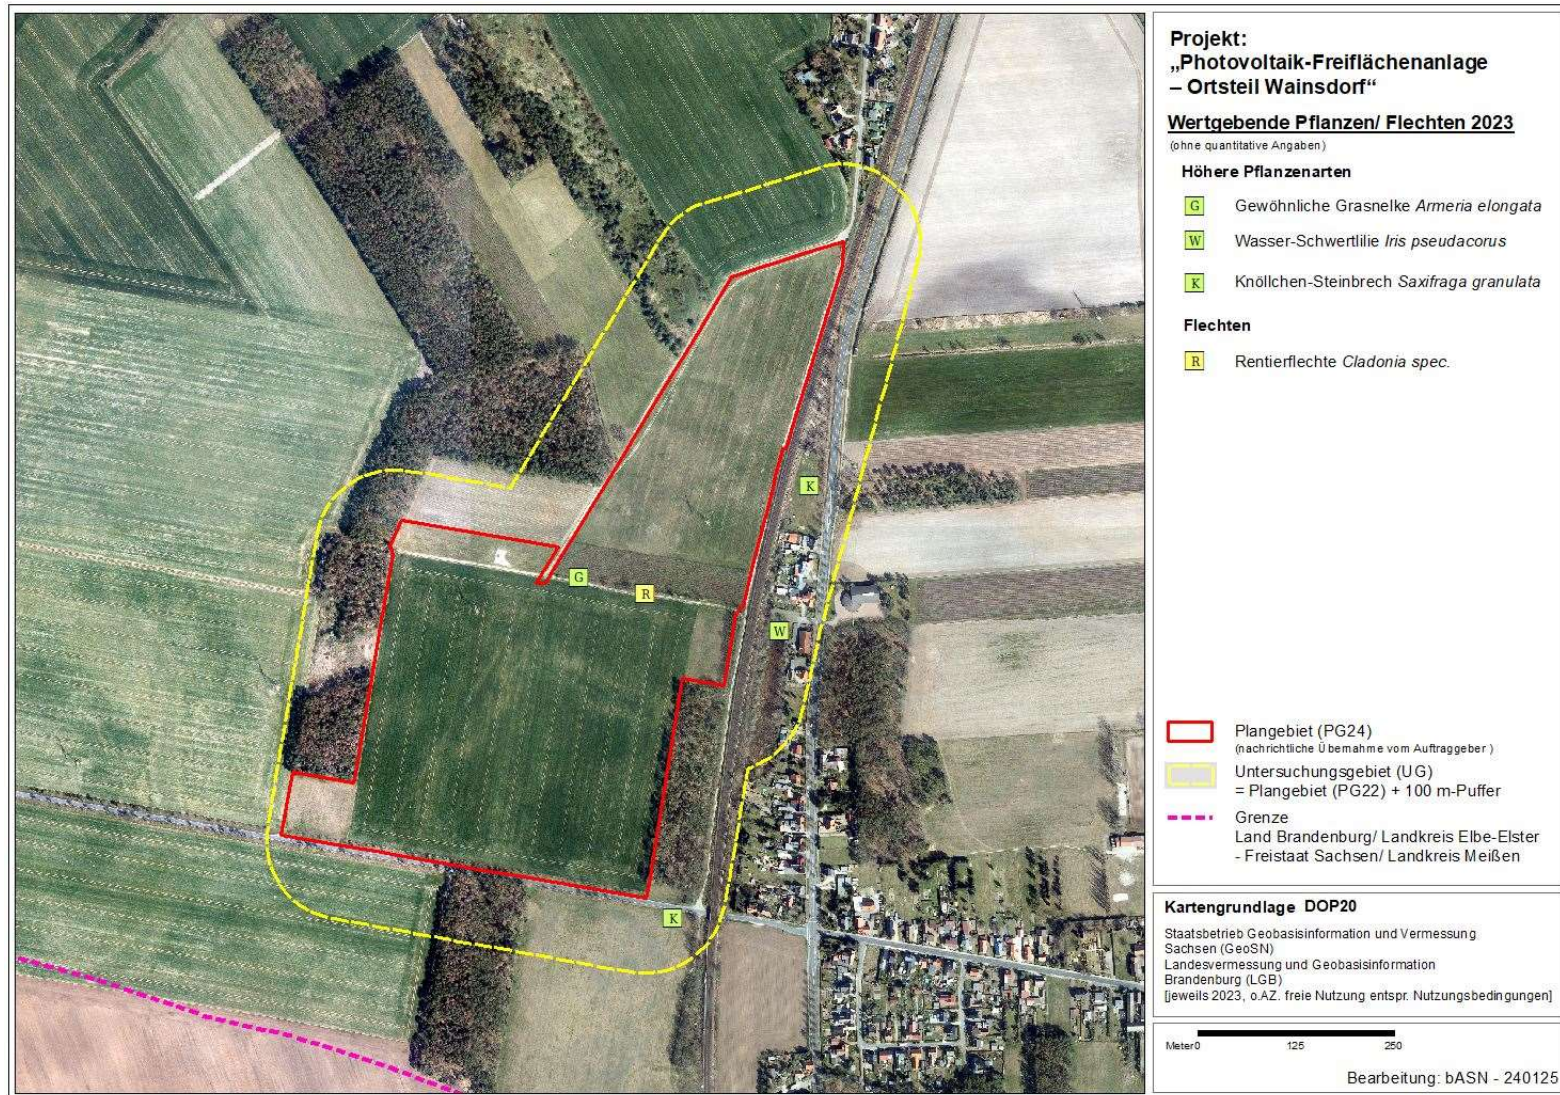 Projekt:
„Photovoltaik-Freiflächenanlage
– Ortsteil Wainsdorf“
Wertgebende Pflanzen/ Flechten 2023
(ohne quantitative Angaben)
Höhere Pflanzenarten
G Gewöhnliche Grasnelke Armeria elongata
W Wasser-Schwertlilie Iris pseudacorus
K Knöllchen-Steinbrech Saxifraga granulata
Flechten
R Rentierflechte Cladonia spec.
K
G
R
W
K
Plangebiet (PG24)
(nachrichtliche Übernahme vom Auftraggeber)
Untersuchungsgebiet (UG)
= Plangebiet (PG22) + 100 m-Puffer
Grenze
Land Brandenburg/ Landkreis Elbe-Elster
- Freistaat Sachsen/ Landkreis Meißen
Kartengrundlage DOP20
Staatsbetrieb Geobasisinformation und Vermessung
Sachsen (GeoSN)
Landesvermessung und Geobasisinformation
Brandenburg (LGB)
[jeweils 2023, o.AZ. freie Nutzung entspr. Nutzungsbedingungen]
Meter0 125 250
Bearbeitung: bASN - 240125